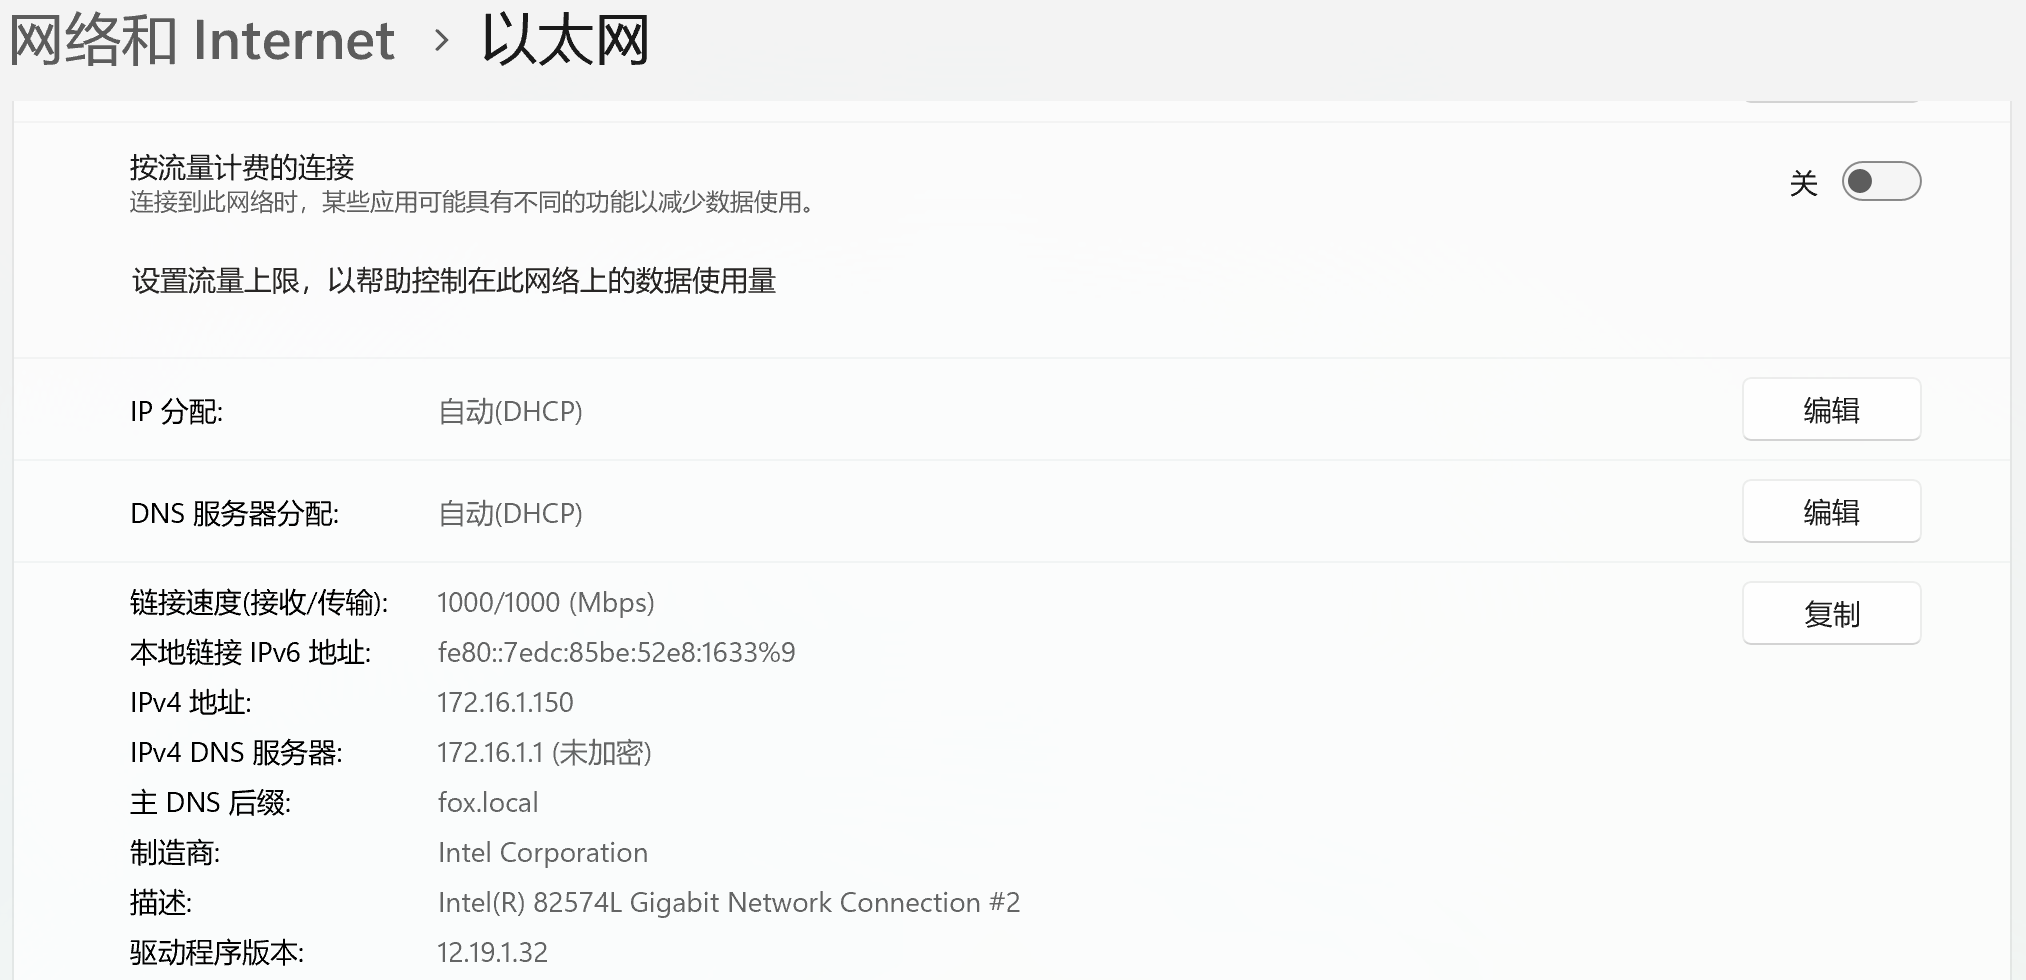 网络和 Internet › 以太网
按流量计费的连接
连接到此网络时，某些应用可能具有不同的功能以减少数据使用。
关
设置流量上限，以帮助控制在此网络上的数据使用量
IP 分配: 自动(DHCP) 编辑
DNS 服务器分配: 自动(DHCP) 编辑
链接速度(接收/传输): 1000/1000 (Mbps) 复制
本地链接 IPv6 地址: fe80::7edc:85be:52e8:1633%9
IPv4 地址: 172.16.1.150
IPv4 DNS 服务器: 172.16.1.1 (未加密)
主 DNS 后缀: fox.local
制造商: Intel Corporation
描述: Intel(R) 82574L Gigabit Network Connection #2
驱动程序版本: 12.19.1.32